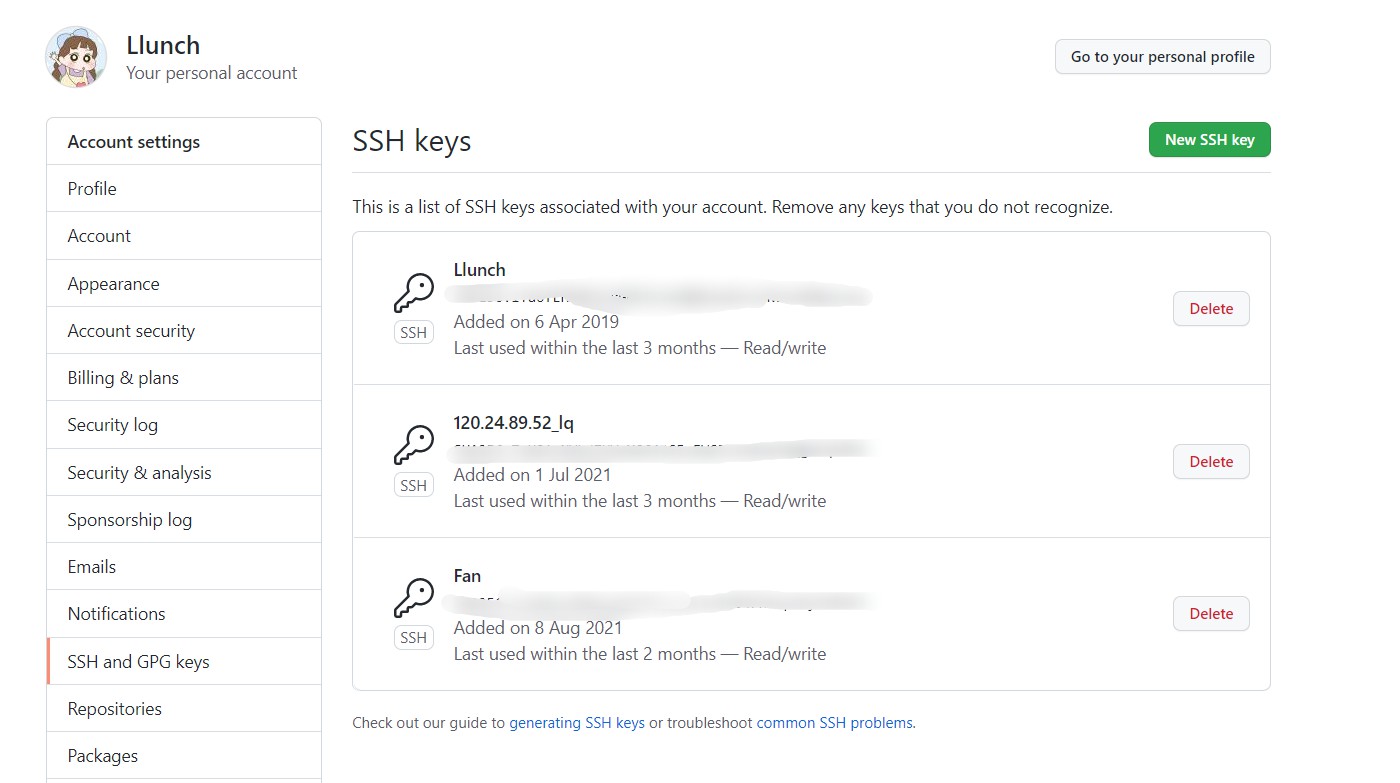 Llunch
Your personal account
Go to your personal profile
Account settings
Profile
Account
Appearance
Account security
Billing & plans
Security log
Security & analysis
Sponsorship log
Emails
Notifications
SSH and GPG keys
Repositories
Packages
SSH keys
New SSH key
This is a list of SSH keys associated with your account. Remove any keys that you do not recognize.
Llunch
SSH
Added on 6 Apr 2019
Last used within the last 3 months — Read/write
Delete
120.24.89.52_lq
SSH
Added on 1 Jul 2021
Last used within the last 3 months — Read/write
Delete
Fan
SSH
Added on 8 Aug 2021
Last used within the last 2 months — Read/write
Delete
Check out our guide to generating SSH keys or troubleshoot common SSH problems.